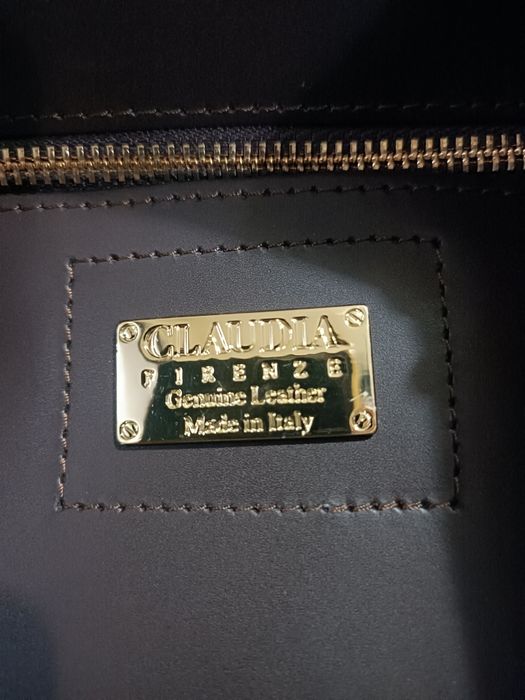 CLAUDIA
FIRENZE
Genuine Leather
Made in Italy